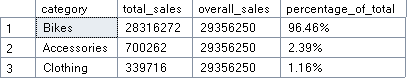 category total_sales overall_sales percentage_of_total
1 Bikes 28316272 29356250 96.46%
2 Accessories 700262 29356250 2.39%
3 Clothing 339716 29356250 1.16%